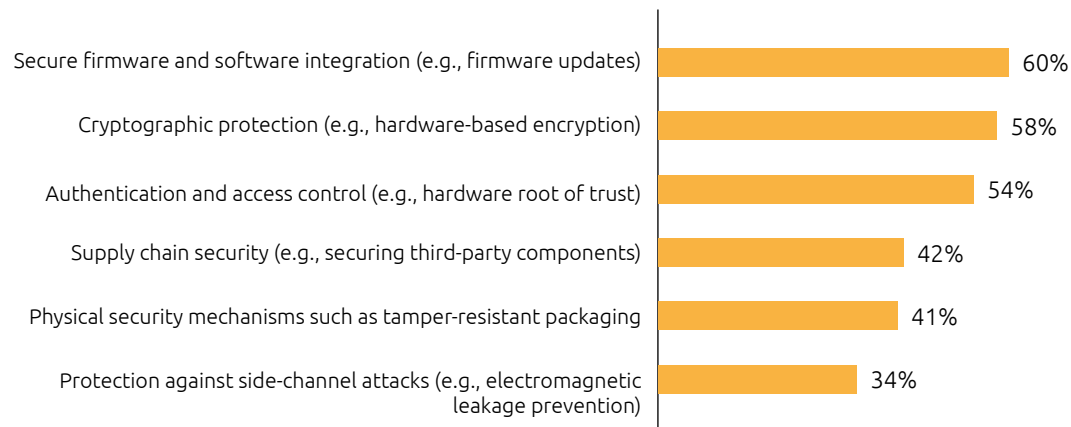 Secure firmware and software integration (e.g., firmware updates)
60%
Cryptographic protection (e.g., hardware-based encryption)
58%
Authentication and access control (e.g., hardware root of trust)
54%
Supply chain security (e.g., securing third-party components)
42%
Physical security mechanisms such as tamper-resistant packaging
41%
Protection against side-channel attacks (e.g., electromagnetic
leakage prevention)
34%